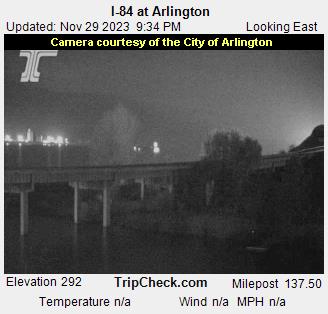 I-84 at Arlington
Updated: Nov 29 2023 9:34 PM Looking East
Camera courtesy of the City of Arlington
Elevation 292 TripCheck.com Milepost 137.50
Temperature n/a Wind n/a MPH n/a